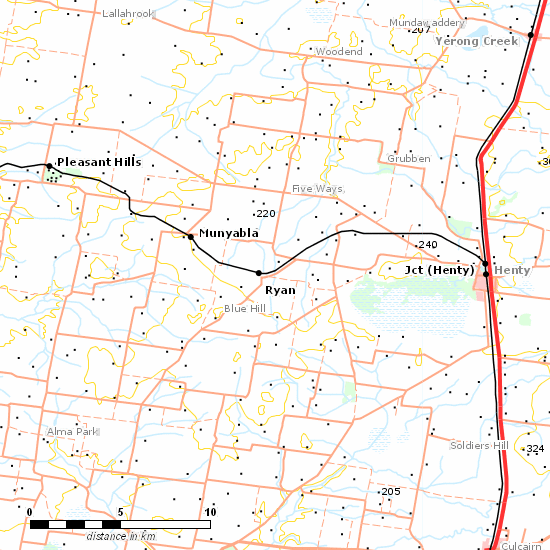 Lallahrook
Mundawaddery
207
Yerong Creek
Woodend
Pleasant Hills
Grubben
Five Ways
220
Munyabla
240
Jct (Henty)
Henty
Ryan
Blue Hill
Alma Park
Soldiers Hill
324
205
0 5 10
distance in km
Culcairn